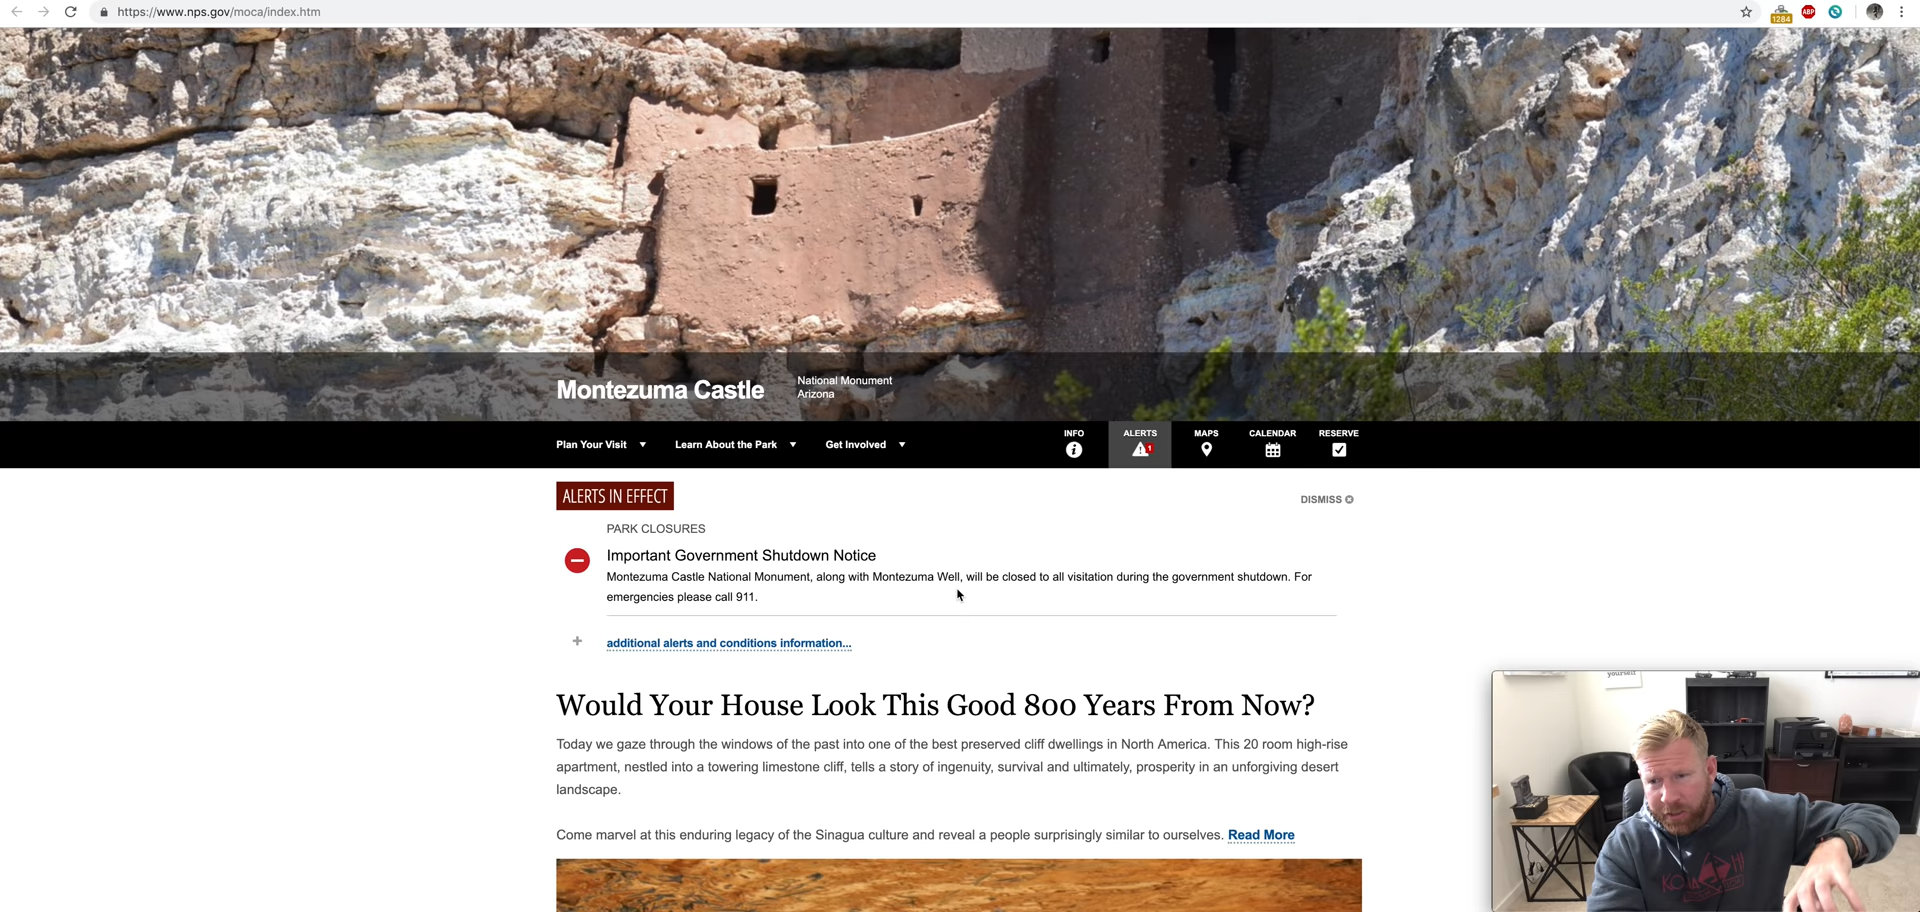 https://www.nps.gov/moca/index.htm
1284
ABP
Montezuma Castle
National Monument
Arizona
Plan Your Visit
Learn About the Park
Get Involved
INFO
ALERTS
1
MAPS
CALENDAR
RESERVE
ALERTS IN EFFECT
DISMISS
PARK CLOSURES
Important Government Shutdown Notice
Montezuma Castle National Monument, along with Montezuma Well, will be closed to all visitation during the government shutdown. For
emergencies please call 911.
additional alerts and conditions information...
Would Your House Look This Good 800 Years From Now?
Today we gaze through the windows of the past into one of the best preserved cliff dwellings in North America. This 20 room high-rise
apartment, nestled into a towering limestone cliff, tells a story of ingenuity, survival and ultimately, prosperity in an unforgiving desert
landscape.
Come marvel at this enduring legacy of the Sinagua culture and reveal a people surprisingly similar to ourselves. Read More
yourself